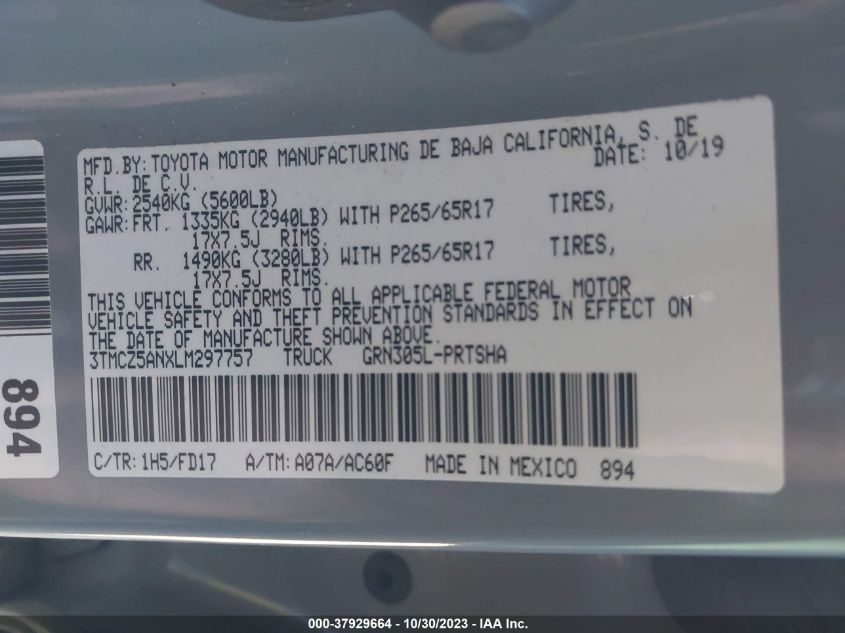 MFD.BY:TOYOTA MOTOR MANUFACTURING DE BAJA CALIFORNIA, S. DE
R.L. DE C.V. DATE: 10/19
GVWR:2540KG (5600LB)
GAWR:FRT. 1335KG (2940LB) WITH P265/65R17 TIRES,
17X7.5J RIMS.
RR. 1490KG (3280LB) WITH P265/65R17 TIRES,
17X7.5J RIMS.
THIS VEHICLE CONFORMS TO ALL APPLICABLE FEDERAL MOTOR
VEHICLE SAFETY AND THEFT PREVENTION STANDARDS IN EFFECT ON
THE DATE OF MANUFACTURE SHOWN ABOVE.
3TMCZ5ANXLM297757 TRUCK GRN305L-PRTSHA
C/TR:1H5/FD17 A/TM:A07A/AC60F MADE IN MEXICO 894
894
000-37929664 - 10/30/2023 - IAA Inc.